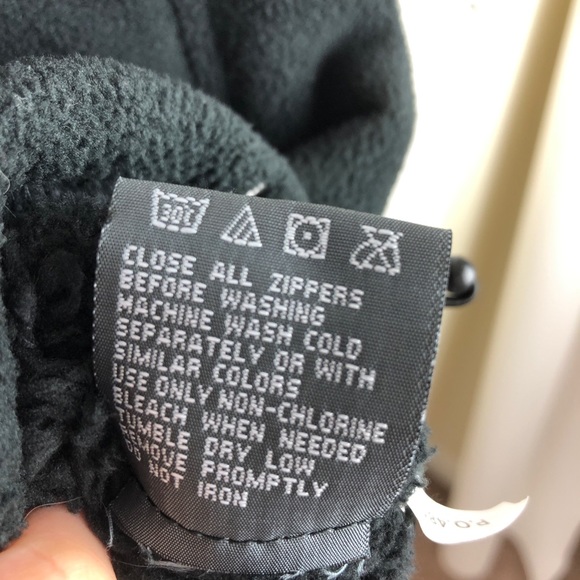 30
CLOSE ALL ZIPPERS
BEFORE WASHING
MACHINE WASH COLD
SEPARATELY OR WITH
SIMILAR COLORS
USE ONLY NON-CHLORINE
BLEACH WHEN NEEDED
TUMBLE DRY LOW
REMOVE PROMPTLY
DO NOT IRON
P.O.